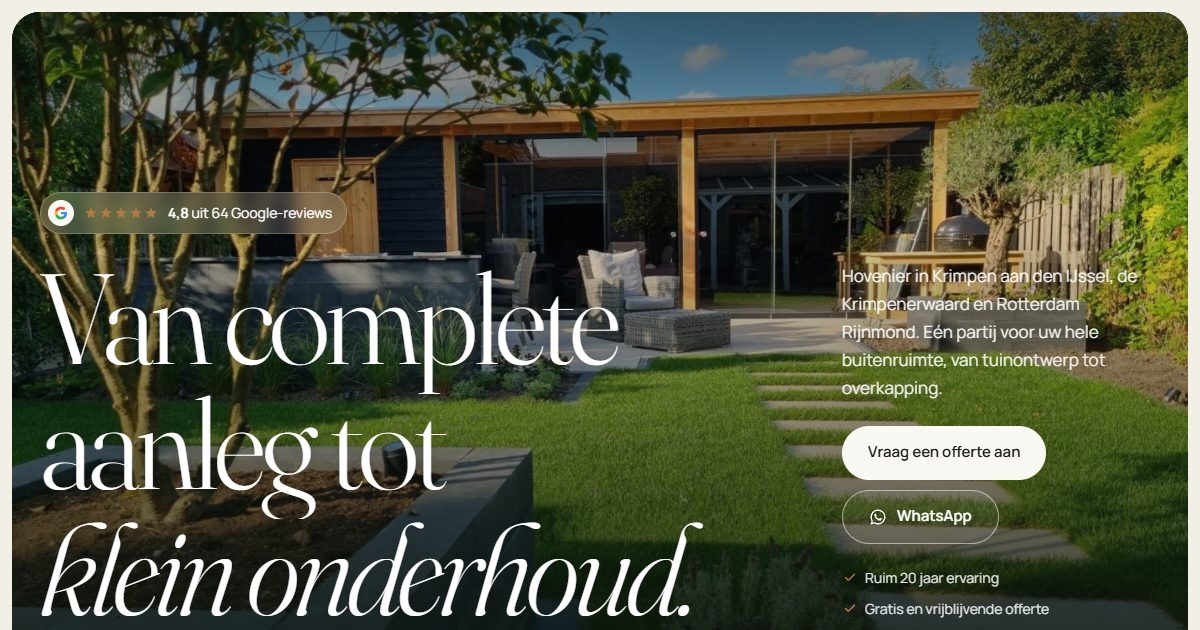 4,8 uit 64 Google-reviews
Van complete
aanleg tot
klein onderhoud.
Hovenier in Krimpen aan den IJssel, de
Krimpenerwaard en Rotterdam
Rijnmond. Eén partij voor uw hele
buitenruimte, van tuinontwerp tot
overkapping.
Vraag een offerte aan
WhatsApp
Ruim 20 jaar ervaring
Gratis en vrijblijvende offerte